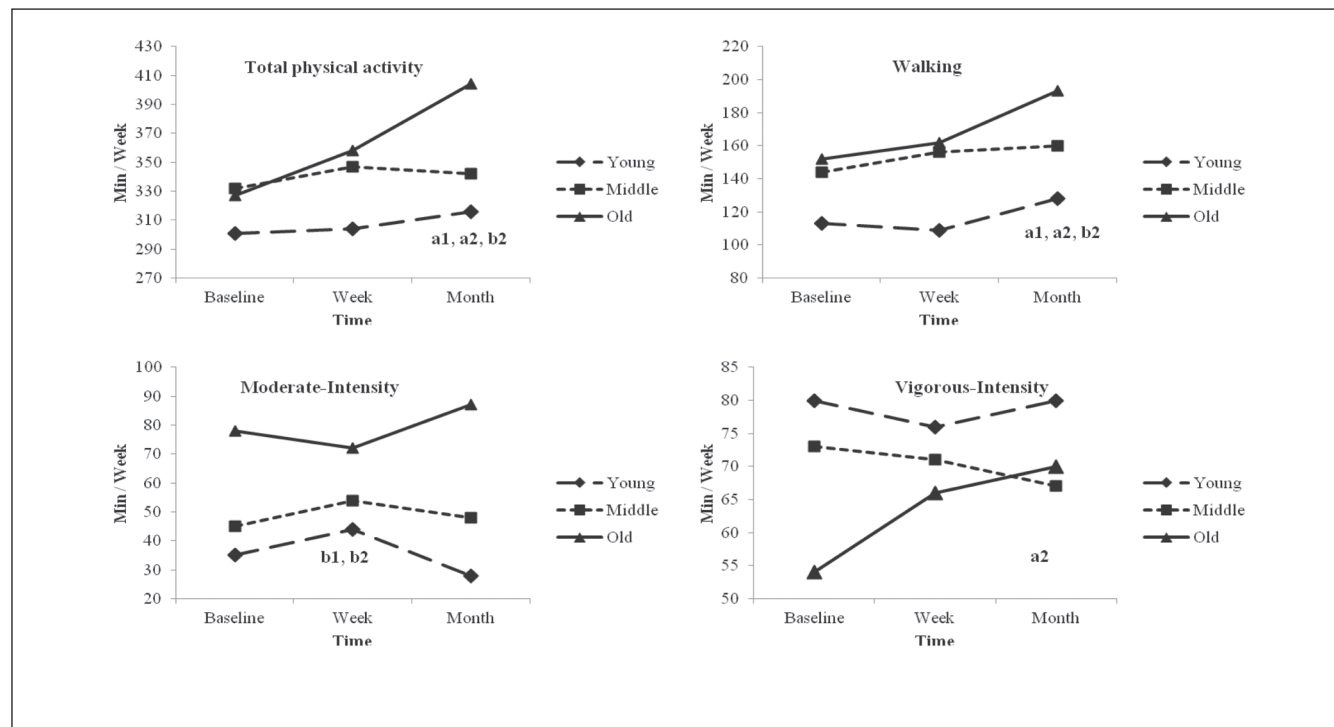 Total physical activity
Min / Week
430
410
390
370
350
330
310
290
270
a1, a2, b2
Baseline
Week
Month
Time
Young
Middle
Old
Walking
Min / Week
220
200
180
160
140
120
100
80
a1, a2, b2
Baseline
Week
Month
Time
Young
Middle
Old
Moderate-Intensity
Min / Week
100
90
80
70
60
50
40
30
20
b1, b2
Baseline
Week
Month
Time
Young
Middle
Old
Vigorous-Intensity
Min / Week
85
80
75
70
65
60
55
50
a2
Baseline
Week
Month
Time
Young
Middle
Old